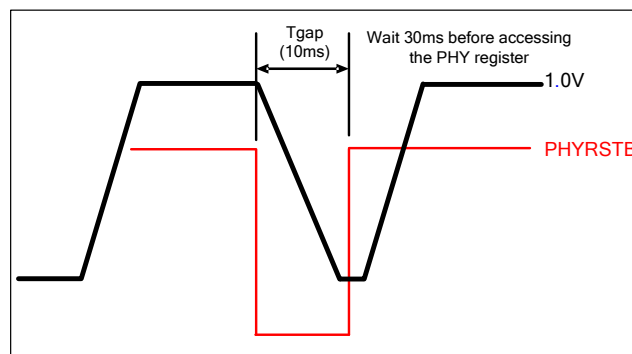 Tgap
(10ms)
Wait 30ms before accessing
the PHY register
1.0V
PHYRSTB